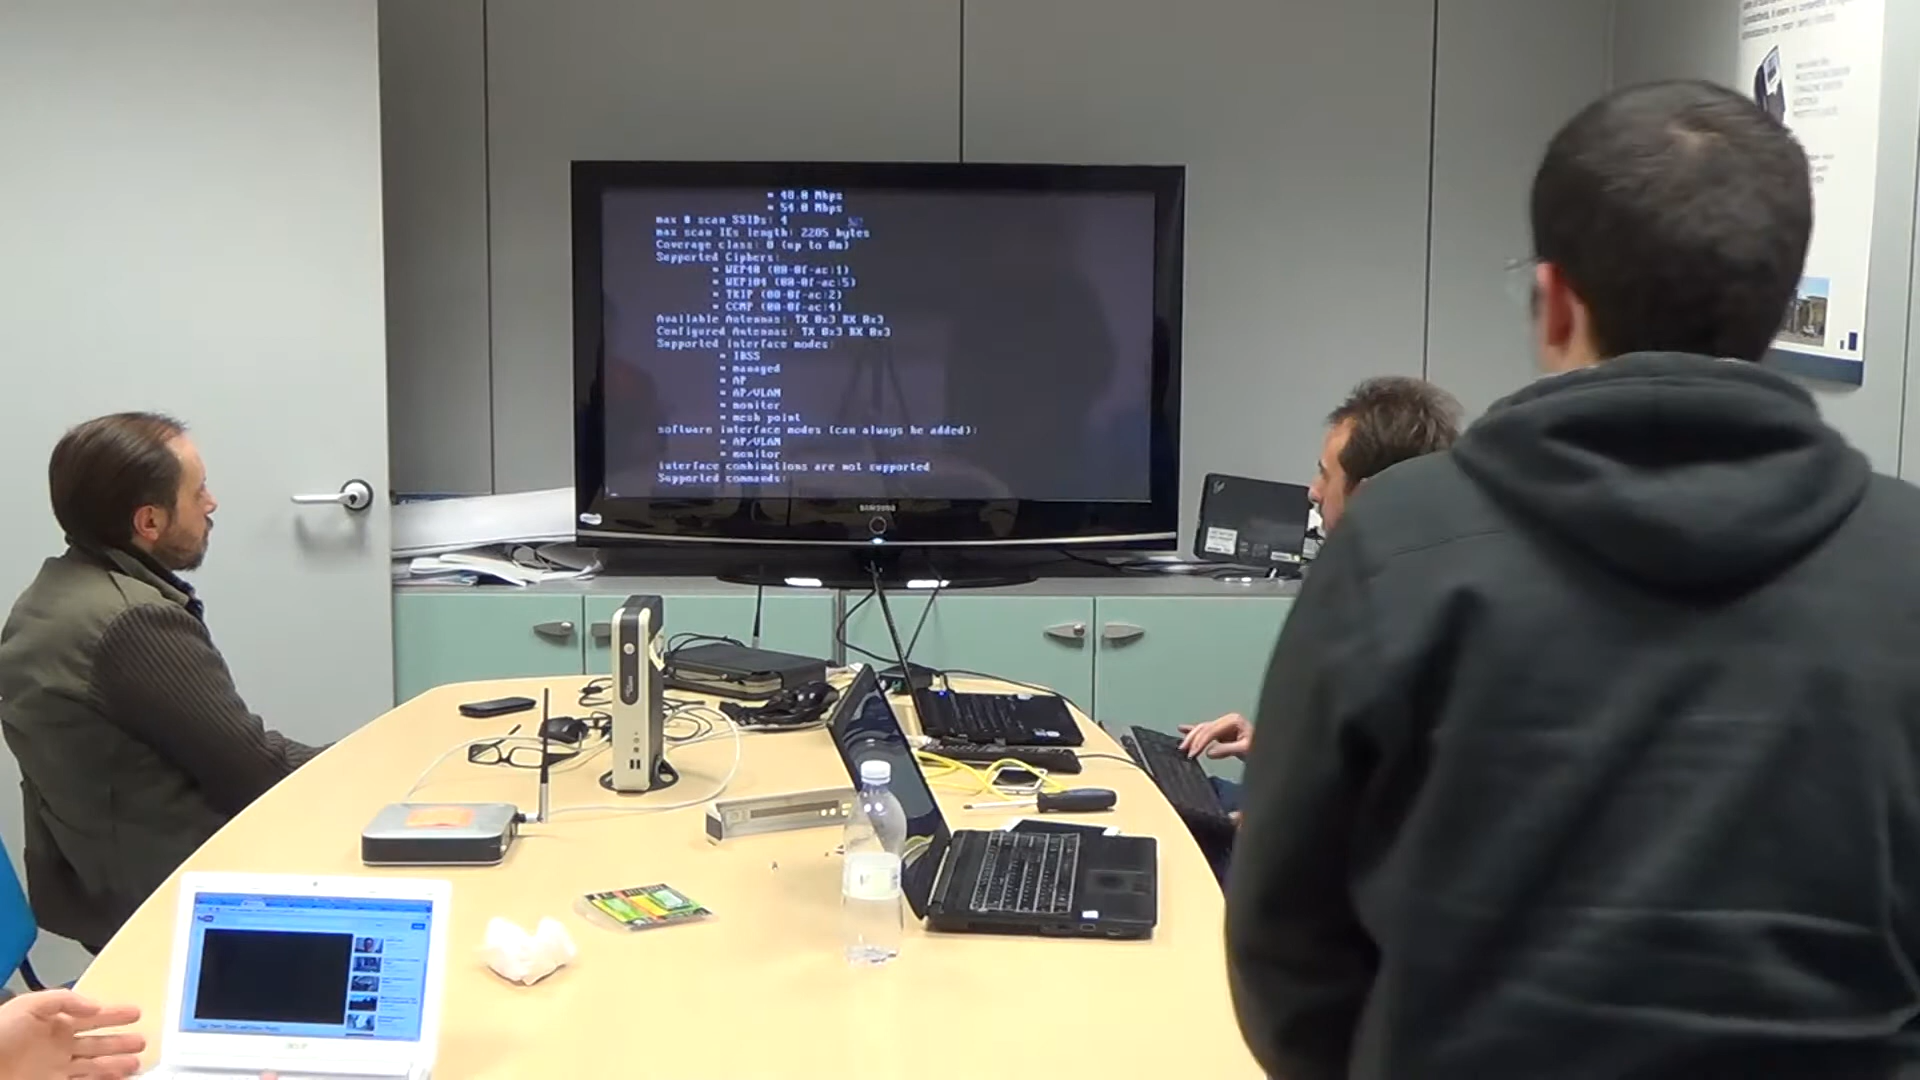 * 48.0 Mbps
* 54.0 Mbps
max # scan SSIDs: 4
max scan IEs length: 2285 bytes
Coverage class: 0 (up to 0m)
Supported Ciphers:
* WEP40 (00-0f-ac:1)
* WEP104 (00-0f-ac:5)
* TKIP (00-0f-ac:2)
* CCMP (00-0f-ac:4)
Available Antennas: TX 0x3 RX 0x3
Configured Antennas: TX 0x3 RX 0x3
Supported interface modes:
* IBSS
* managed
* AP
* AP/VLAN
* monitor
* mesh point
software interface modes (can always be added):
* AP/VLAN
* monitor
interface combinations are not supported
Supported commands:
SAMSUNG